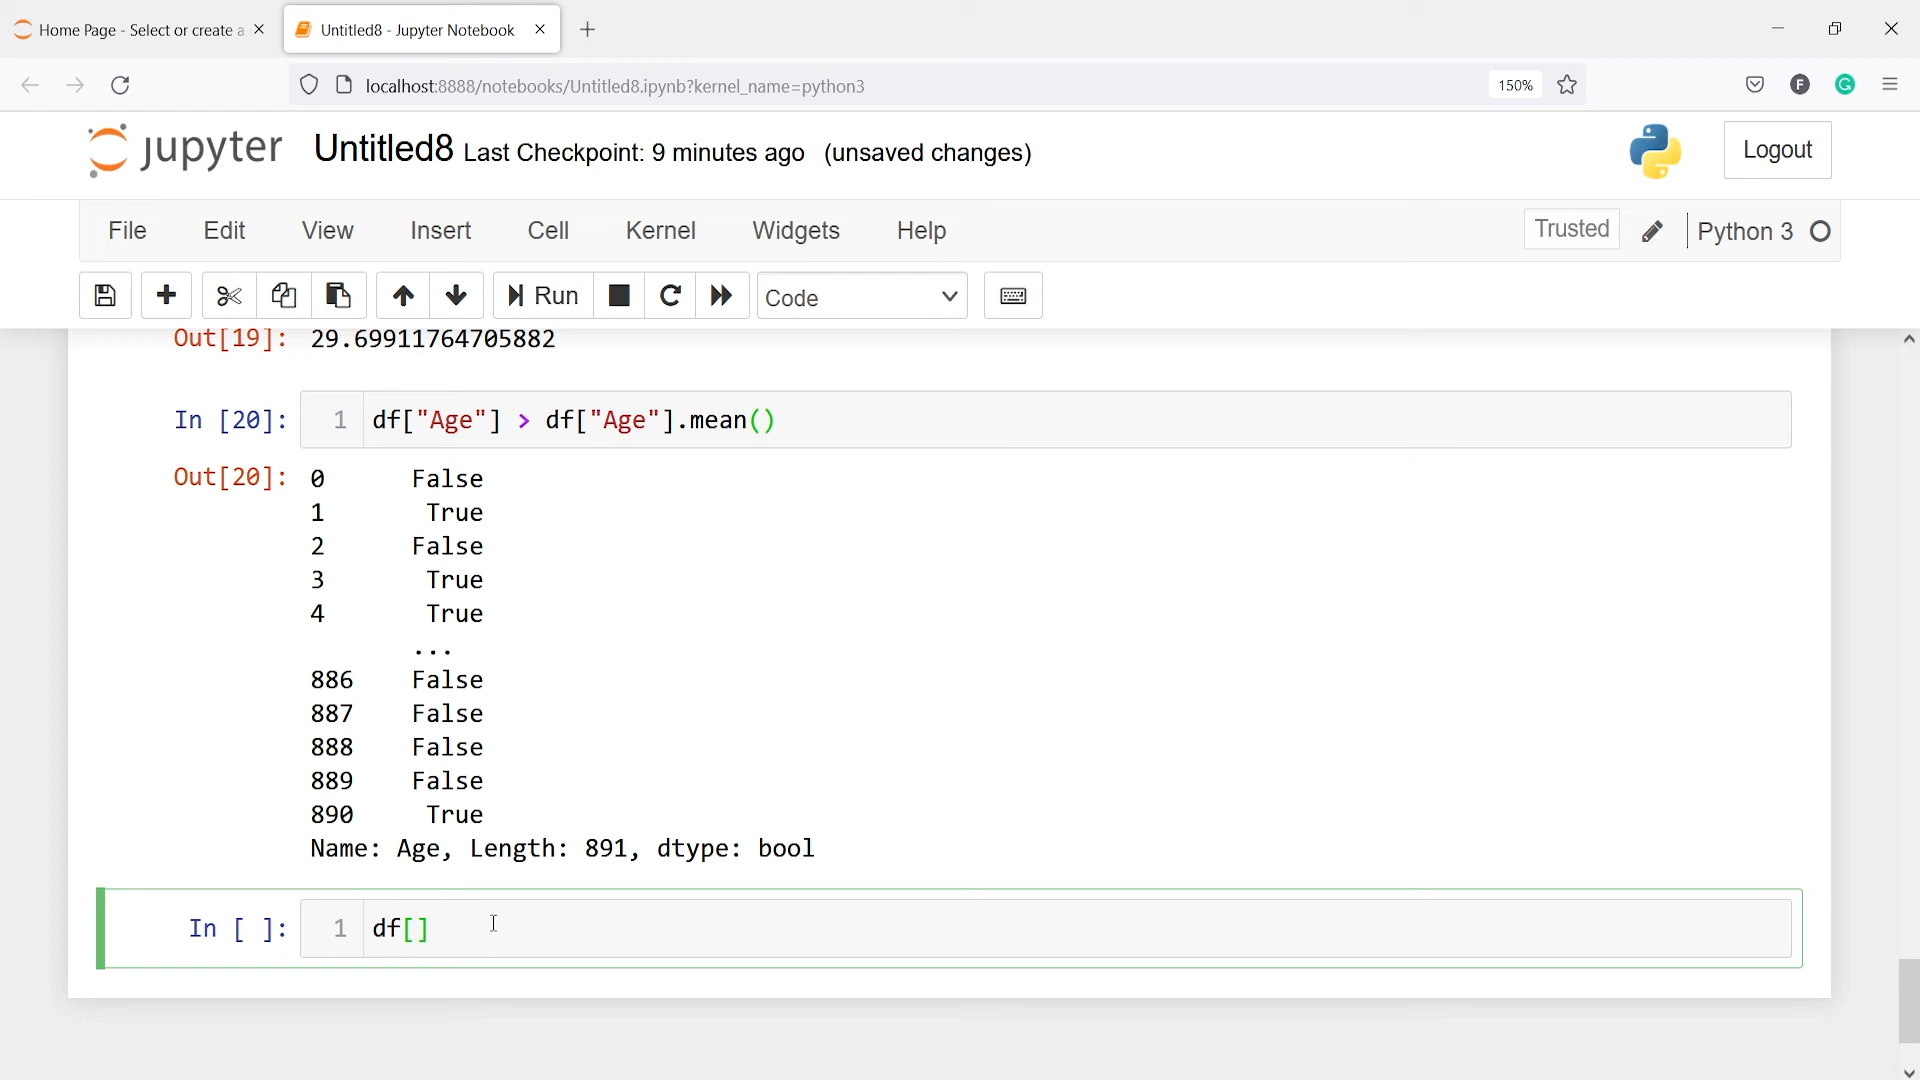 Home Page - Select or create a
Untitled8 - Jupyter Notebook
localhost:8888/notebooks/Untitled8.ipynb?kernel_name=python3
150%
F
G
jupyter Untitled8 Last Checkpoint: 9 minutes ago (unsaved changes)
Logout
File Edit View Insert Cell Kernel Widgets Help
Trusted
Python 3
Run
Code
Out[19]: 29.69911764705882
In [20]: 1 df["Age"] > df["Age"].mean()
Out[20]: 0 False
1 True
2 False
3 True
4 True
...
886 False
887 False
888 False
889 False
890 True
Name: Age, Length: 891, dtype: bool
In [ ]: 1 df[]